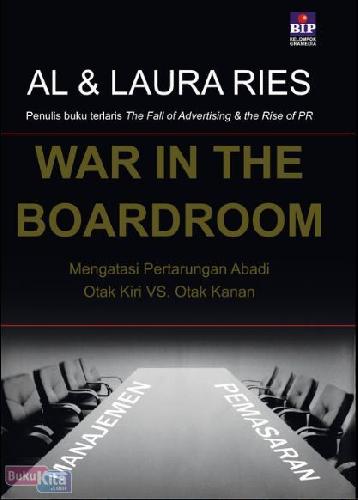 BIP
KELOMPOK
GRAMEDIA
AL & LAURA RIES
Penulis buku terlaris The Fall of Advertising & the Rise of PR
WAR IN THE
BOARDROOM
Mengatasi Pertarungan Abadi
Otak Kiri VS. Otak Kanan
MANAJEMEN
PEMASARAN
BukuKita